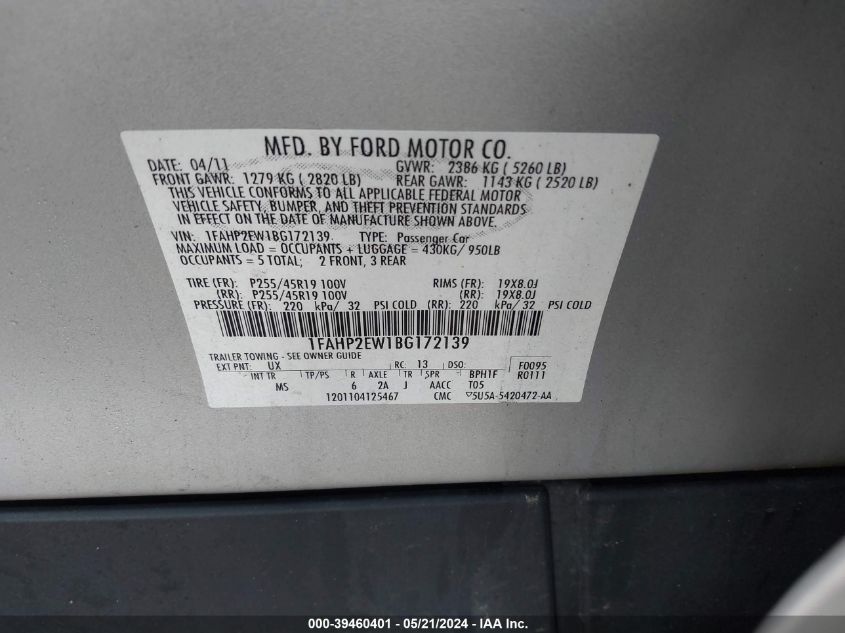 MFD. BY FORD MOTOR CO.
DATE: 04/11 GVWR: 2386 KG ( 5260 LB)
FRONT GAWR: 1279 KG ( 2820 LB) REAR GAWR: 1143 KG ( 2520 LB)
THIS VEHICLE CONFORMS TO ALL APPLICABLE FEDERAL MOTOR
VEHICLE SAFETY, BUMPER, AND THEFT PREVENTION STANDARDS
IN EFFECT ON THE DATE OF MANUFACTURE SHOWN ABOVE.
VIN: 1FAHP2EW1BG172139 TYPE: Passenger Car
MAXIMUM LOAD = OCCUPANTS + LUGGAGE = 430KG/ 950LB
OCCUPANTS = 5 TOTAL; 2 FRONT, 3 REAR
TIRE (FR): P255/45R19 100V RIMS (FR): 19X8.0J
(RR): P255/45R19 100V (RR): 19X8.0J
PRESSURE (FR): 220 kPa/ 32 PSI COLD (RR): 220 kPa/ 32 PSI COLD
1FAHP2EW1BG172139
TRAILER TOWING - SEE OWNER GUIDE
EXT PNT: UX RC: 13 DSO: F0095
INT TR TP/PS R AXLE TR SPR BPH1F R0111
MS 6 2A J AACC T05
1201104125467 CMC 5U5A-5420472-AA
000-39460401 - 05/21/2024 - IAA Inc.